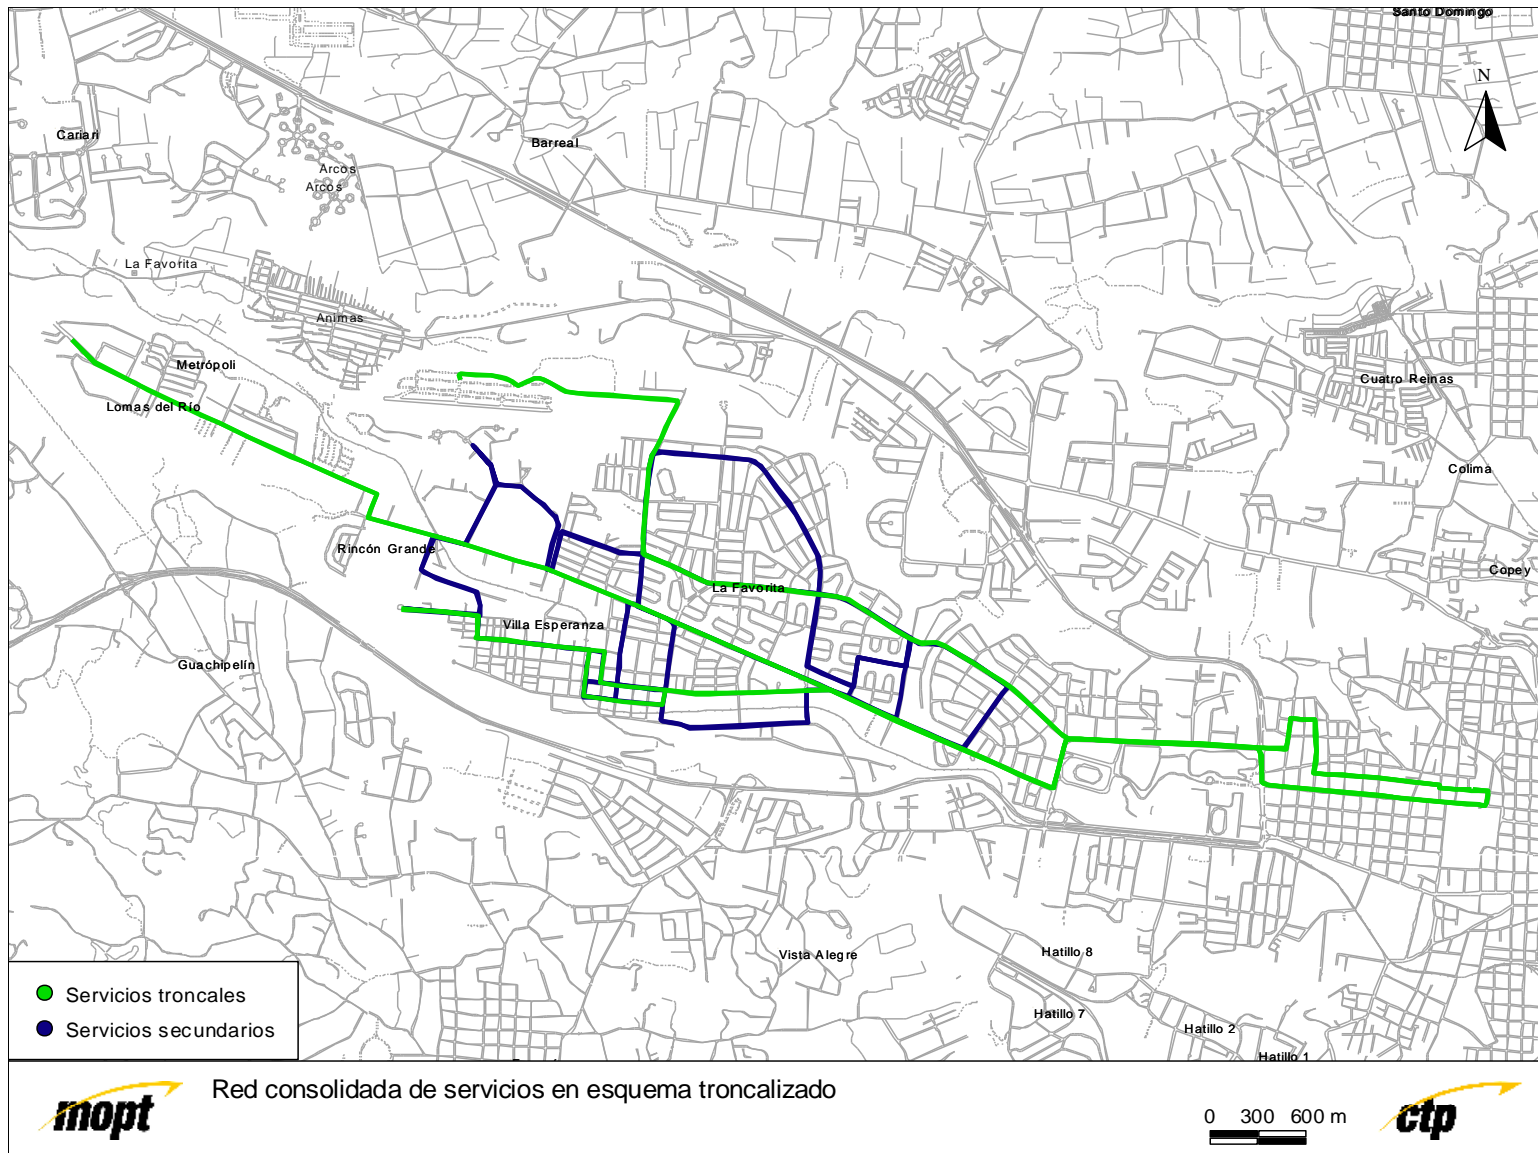 Santo Domingo
N
Cariari
Barreal
Arcos
Arcos
La Favorita
Animas
Metrópoli
Cuatro Reinas
Lomas del Río
Colima
Rincón Grande
Copey
La Favorita
Villa Esperanza
Guachipelín
Vista Alegre
Hatillo 8
Servicios troncales
Hatillo 7
Servicios secundarios
Hatillo 2
Hatillo 1
Red consolidada de servicios en esquema troncalizado
mopt
0 300 600 m
ctp